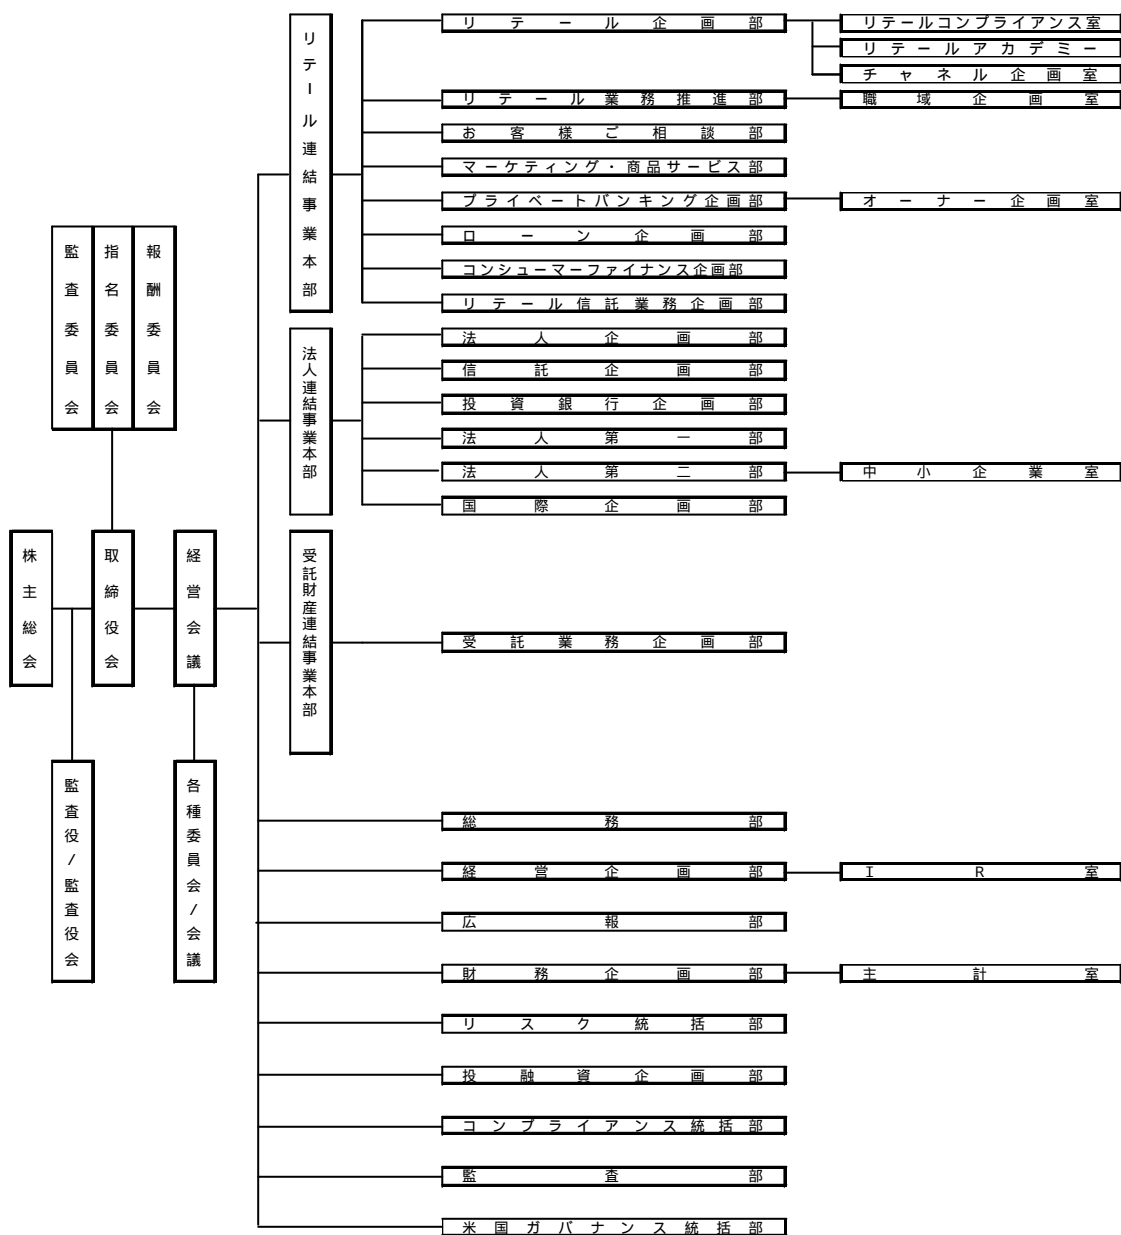 株主総会
監査役/監査役会
監査委員会
指名委員会
報酬委員会
取締役会
経営会議
各種委員会/会議
リテール連結事業本部
リテール企画部
リテールコンプライアンス室
リテールアカデミー
チャネル企画室
リテール業務推進部
職域企画室
お客様ご相談部
マーケティング・商品サービス部
プライベートバンキング企画部
オーナー企画室
ローン企画部
コンシューマーファイナンス企画部
リテール信託業務企画部
法人連結事業本部
法人企画部
信託企画部
投資銀行企画部
法人第一部
法人第二部
中小企業室
国際企画部
受託財産連結事業本部
受託業務企画部
総務部
経営企画部
IR室
広報部
財務企画部
主計室
リスク統括部
投融資企画部
コンプライアンス統括部
監査部
米国ガバナンス統括部